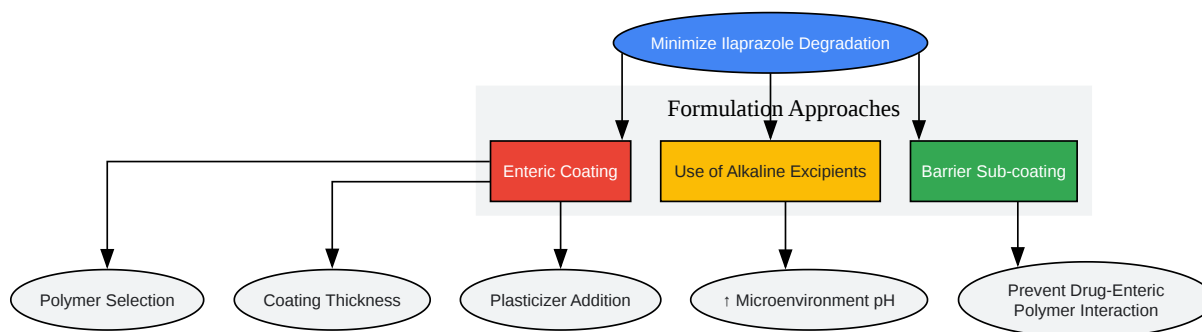 Minimize Ilaprazole Degradation
Formulation Approaches
Enteric Coating
Use of Alkaline Excipients
Barrier Sub-coating
Polymer Selection
Coating Thickness
Plasticizer Addition
↑ Microenvironment pH
Prevent Drug-Enteric
Polymer Interaction